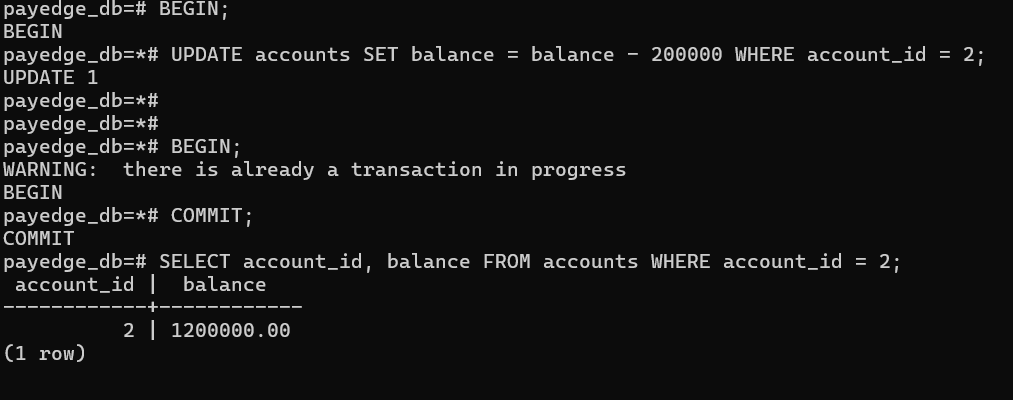 payedge_db=# BEGIN;
BEGIN
payedge_db=*# UPDATE accounts SET balance = balance - 200000 WHERE account_id = 2;
UPDATE 1
payedge_db=*#
payedge_db=*#
payedge_db=*# BEGIN;
WARNING:  there is already a transaction in progress
BEGIN
payedge_db=*# COMMIT;
COMMIT
payedge_db=# SELECT account_id, balance FROM accounts WHERE account_id = 2;
 account_id |  balance
------------+------------
          2 | 1200000.00
(1 row)